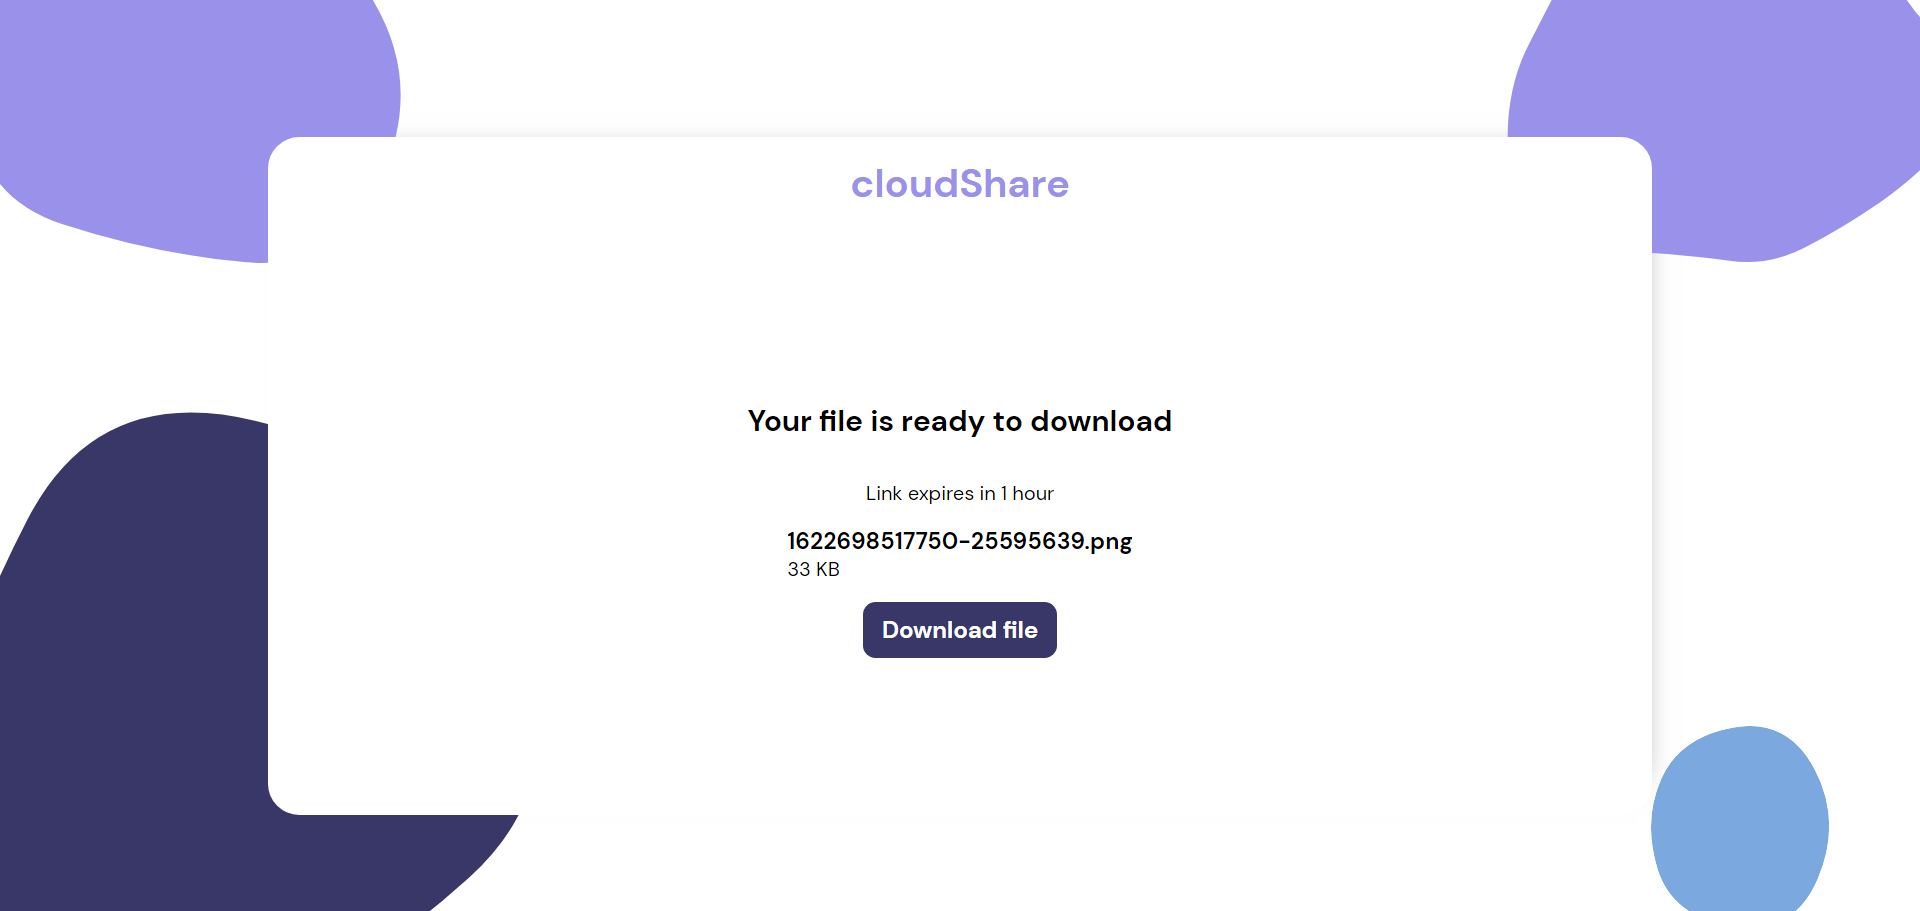 cloudShare
Your file is ready to download
Link expires in 1 hour
1622698517750-25595639.png
33 KB
Download file